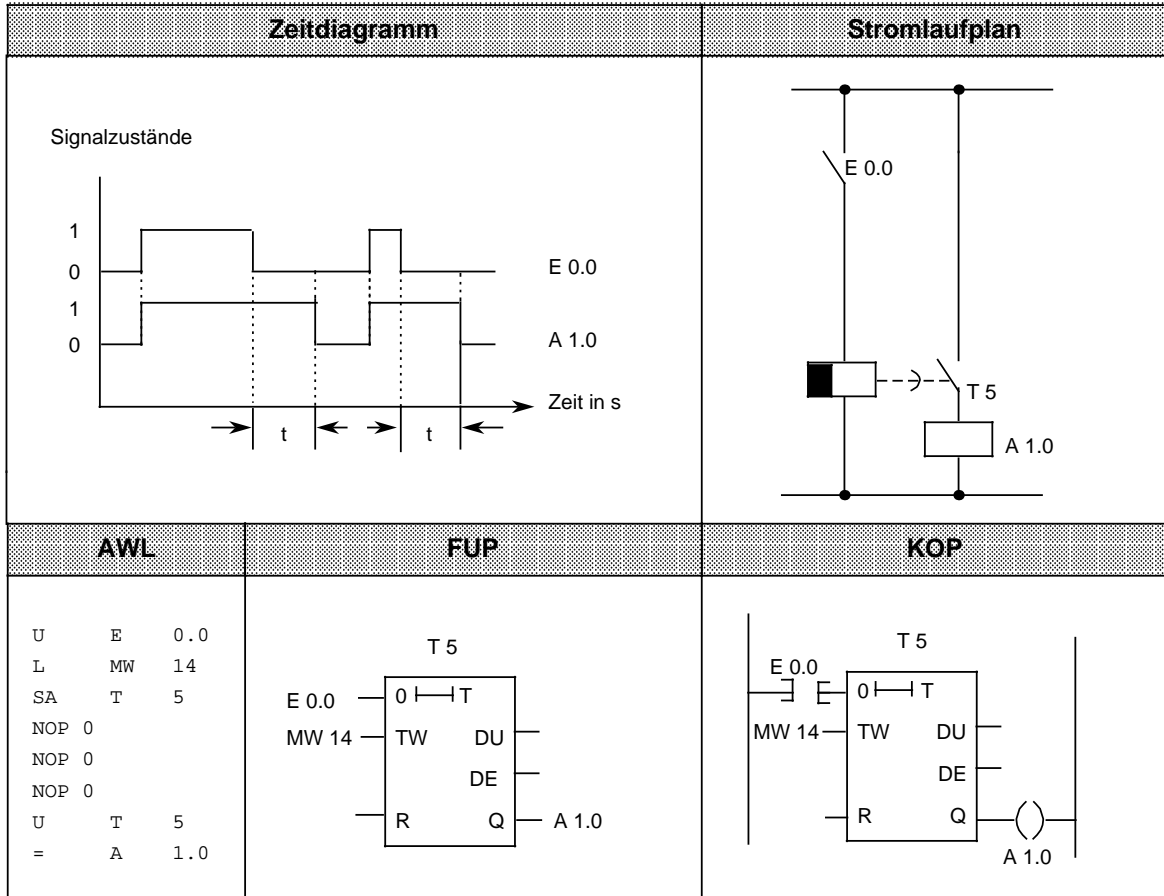 Zeitdiagramm
Stromlaufplan
Signalzustände
1
0
E 0.0
1
0
A 1.0
Zeit in s
t
t
E 0.0
T 5
A 1.0
AWL
FUP
KOP
U E 0.0
L MW 14
SA T 5
NOP 0
NOP 0
NOP 0
U T 5
= A 1.0
T 5
E 0.0
0 T
MW 14
TW DU
DE
R Q
A 1.0
T 5
E 0.0
0 T
MW 14
TW DU
DE
R Q
A 1.0